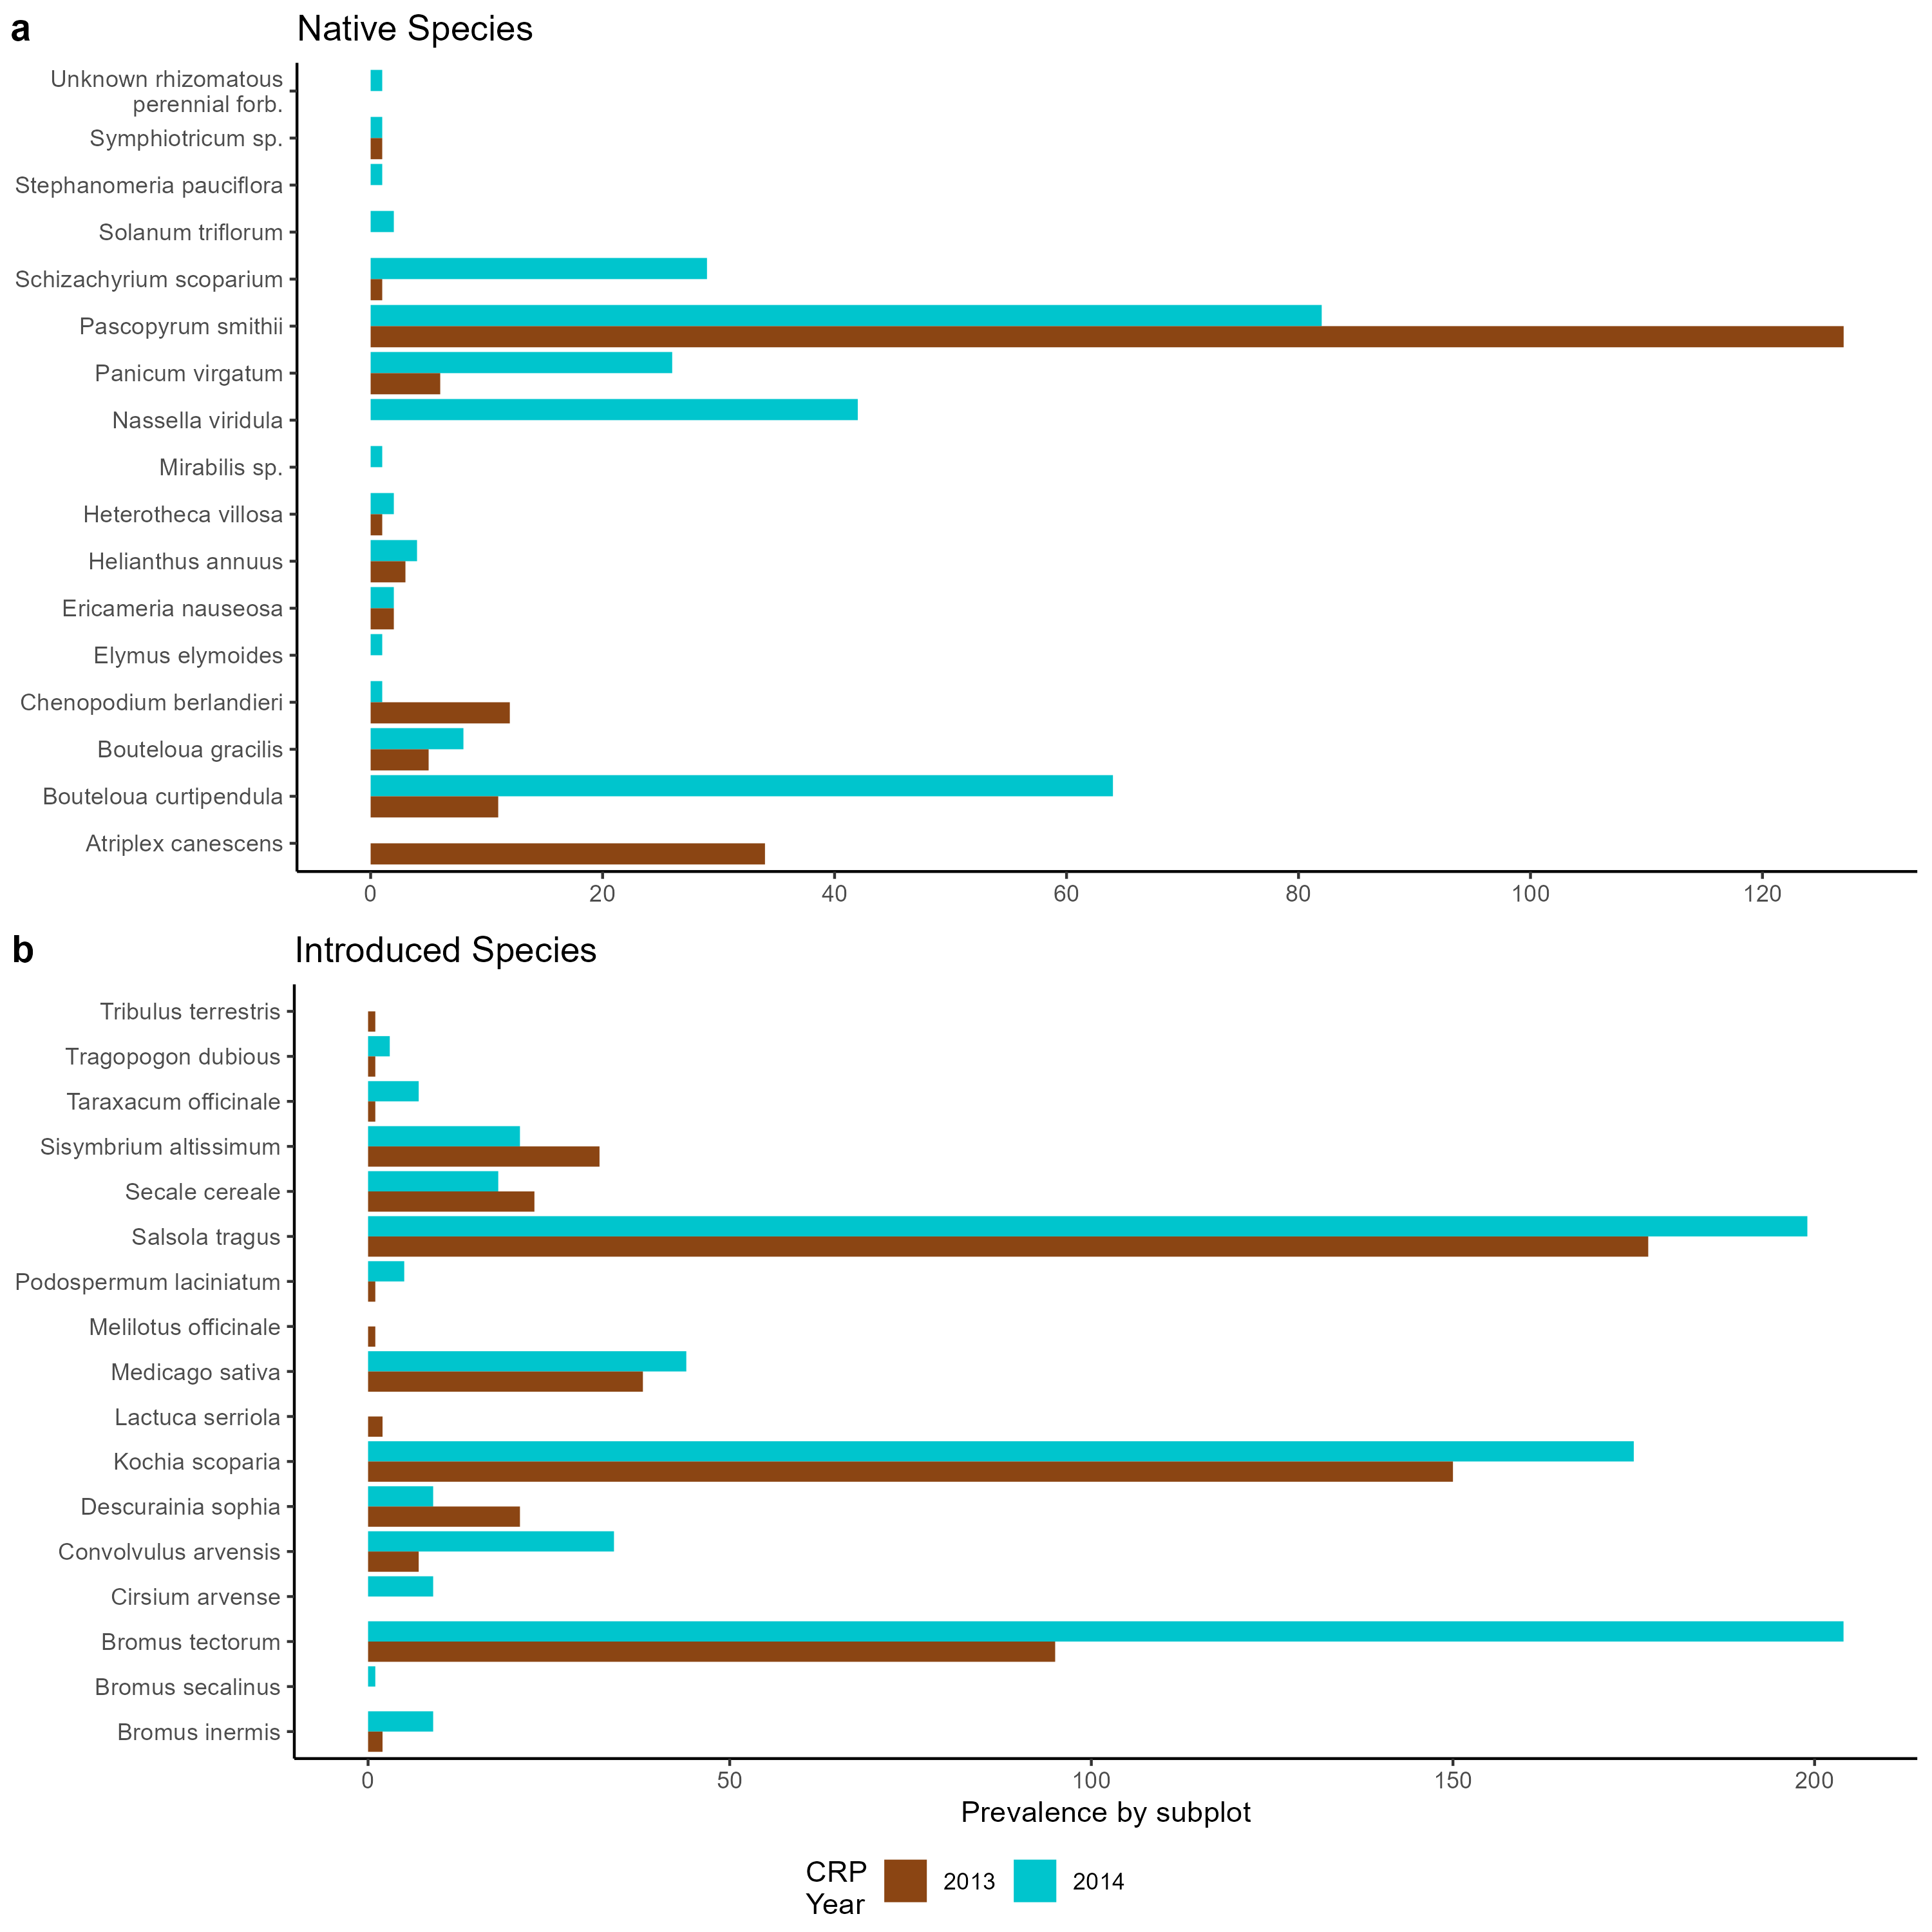 a
Native Species
Unknown rhizomatous
perennial forb.
Symphiotricum sp.
Stephanomeria pauciflora
Solanum triflorum
Schizachyrium scoparium
Pascopyrum smithii
Panicum virgatum
Nassella viridula
Mirabilis sp.
Heterotheca villosa
Helianthus annuus
Ericameria nauseosa
Elymus elymoides
Chenopodium berlandieri
Bouteloua gracilis
Bouteloua curtipendula
Atriplex canescens
0 20 40 60 80 100 120
b
Introduced Species
Tribulus terrestris
Tragopogon dubious
Taraxacum officinale
Sisymbrium altissimum
Secale cereale
Salsola tragus
Podospermum laciniatum
Melilotus officinale
Medicago sativa
Lactuca serriola
Kochia scoparia
Descurainia sophia
Convolvulus arvensis
Cirsium arvense
Bromus tectorum
Bromus secalinus
Bromus inermis
0 50 100 150 200
Prevalence by subplot
CRP
Year
2013 2014